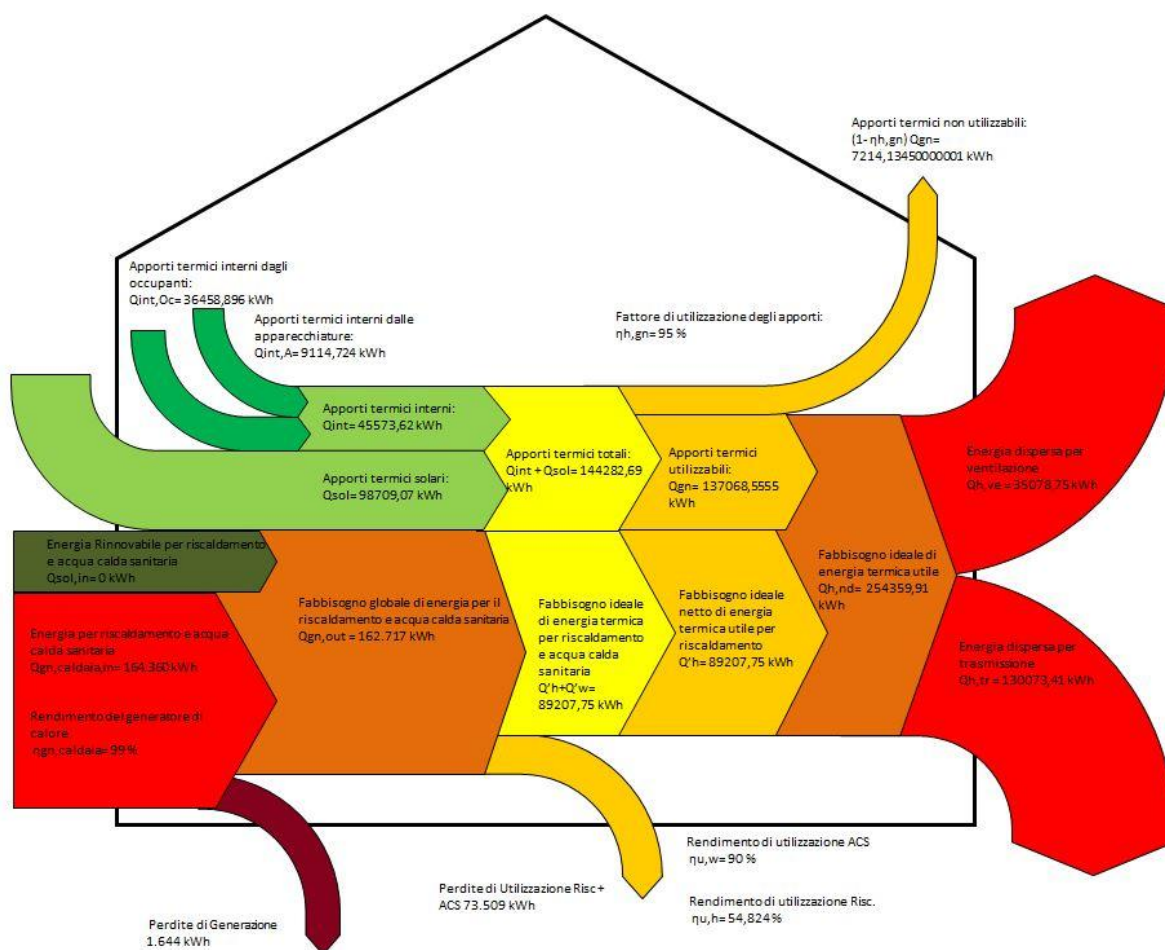 Apporti termici non utilizzabili:
(1- ηh,gn) Qgn=
7214,13450000001 kWh
Apporti termici interni dagli
occupanti:
Qint,Oc= 36458,896 kWh
Apporti termici interni dalle
apparecchiature:
Qint,A= 9114,724 kWh
Fattore di utilizzazione degli apporti:
ηh,gn= 95 %
Apporti termici interni:
Qint= 45573,62 kWh
Apporti termici solari:
Qsol= 98709,07 kWh
Apporti termici totali:
Qint + Qsol= 144282,69
kWh
Apporti termici
utilizzabili:
Qgn= 137068,5555
kWh
Energia dispersa per
ventilazione
Qh,ve = 35078,75 kWh
Energia Rinnovabile per riscaldamento
e acqua calda sanitaria
Qsol,in= 0 kWh
Energia per riscaldamento e acqua
calda sanitaria
Qgn,caldaia,in= 164.360 kWh
Rendimento del generatore di
calore
ηgn,caldaia= 99 %
Fabbisogno globale di energia per il
riscaldamento e acqua calda sanitaria
Qgn,out = 162.717 kWh
Fabbisogno ideale
di energia termica
per riscaldamento
e acqua calda
sanitaria
Q'h+Q'w=
89207,75 kWh
Fabbisogno ideale
netto di energia
termica utile per
riscaldamento
Q'h= 89207,75 kWh
Fabbisogno ideale di
energia termica utile
Qh,nd= 254359,91
kWh
Energia dispersa per
trasmissione
Qh,tr= 130073,41 kWh
Perdite di Generazione
1.644 kWh
Perdite di Utilizzazione Risc +
ACS 73.509 kWh
Rendimento di utilizzazione ACS
ηu,w= 90 %
Rendimento di utilizzazione Risc.
ηu,h= 54,824 %